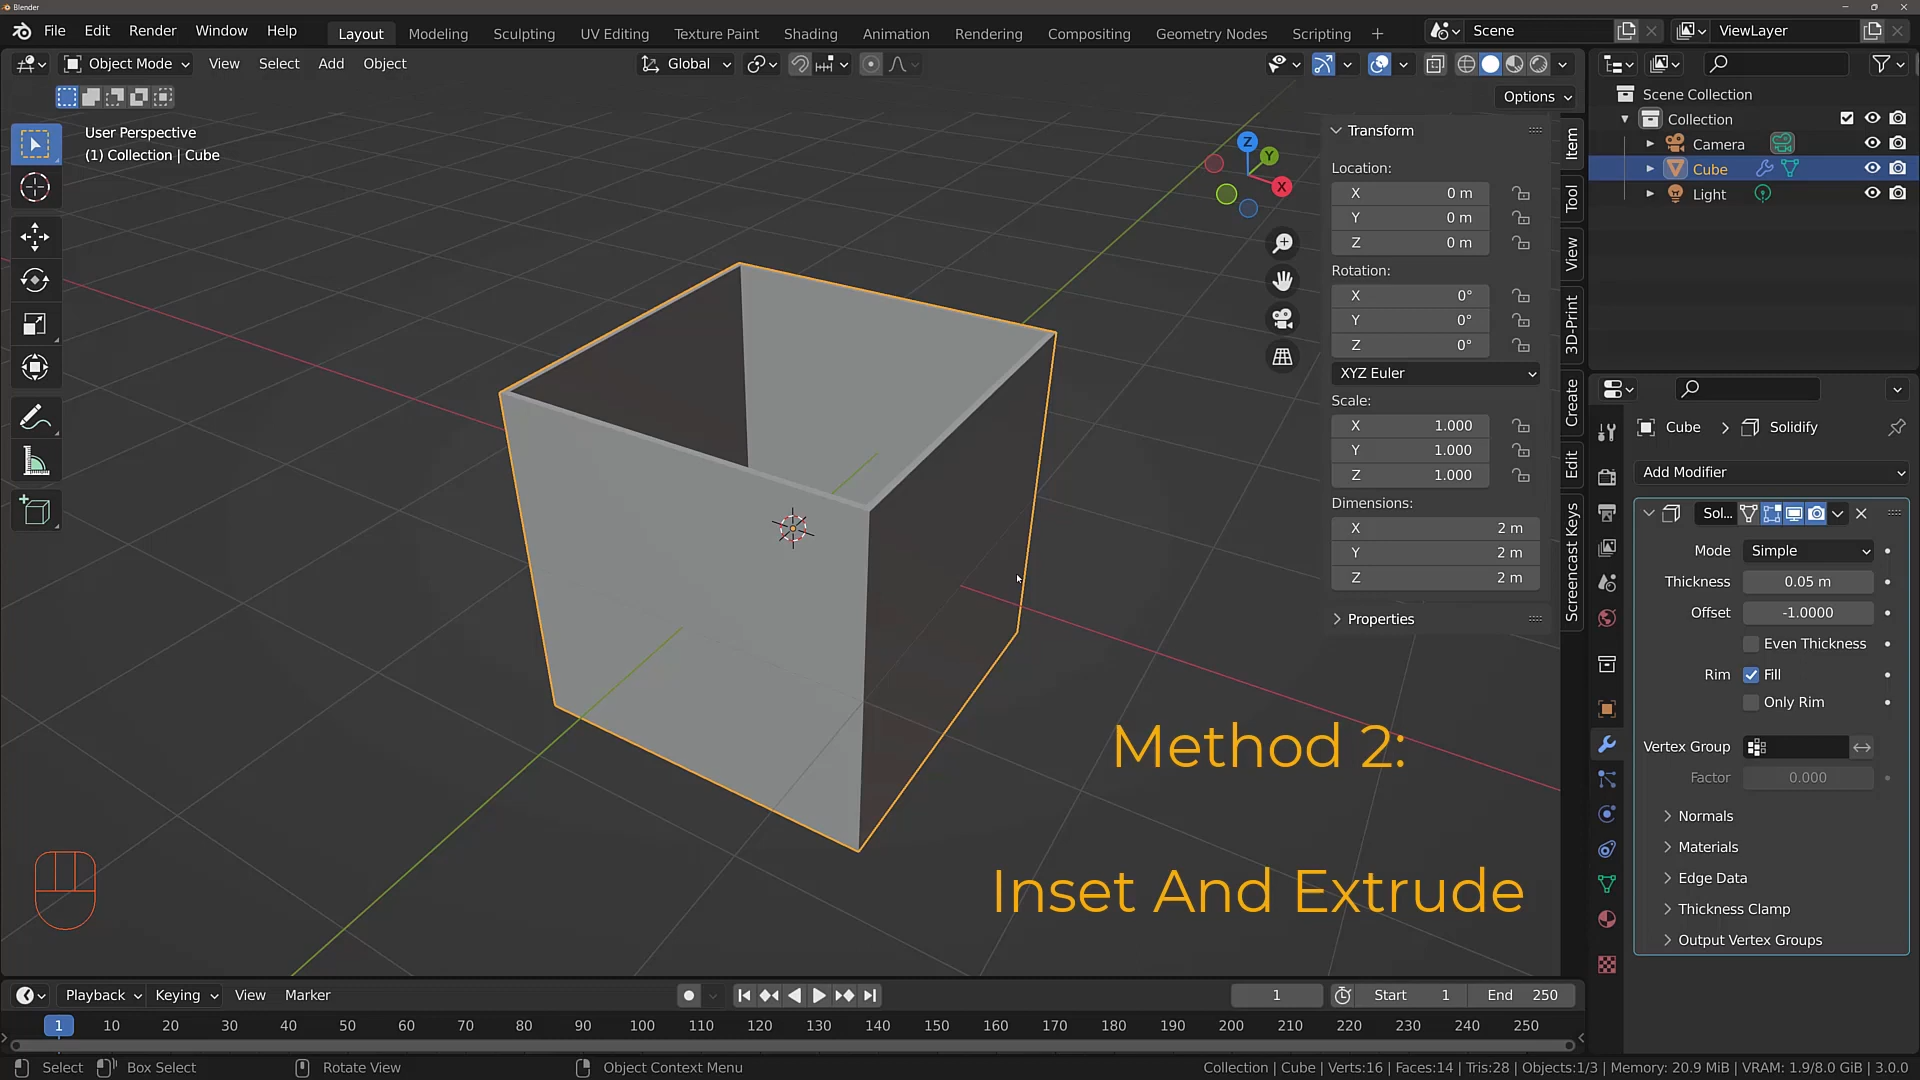 Blender
File Edit Render Window Help Layout Modeling Sculpting UV Editing Texture Paint Shading Animation Rendering Compositing Geometry Nodes Scripting + Scene ViewLayer
Object Mode View Select Add Object Global
Options
User Perspective
(1) Collection | Cube
Z
Y
X
Transform
Location:
X 0 m
Y 0 m
Z 0 m
Rotation:
X 0°
Y 0°
Z 0°
XYZ Euler
Scale:
X 1.000
Y 1.000
Z 1.000
Dimensions:
X 2 m
Y 2 m
Z 2 m
Properties
Item
Tool
View
3D-Print
Create
Edit
Screencast Keys
Scene Collection
Collection
Camera
Cube
Light
Cube > Solidify
Add Modifier
Sol...
Mode Simple
Thickness 0.05 m
Offset -1.0000
Even Thickness
Rim Fill
Only Rim
Vertex Group
Factor 0.000
Normals
Materials
Edge Data
Thickness Clamp
Output Vertex Groups
Method 2:
Inset And Extrude
Playback Keying View Marker 1 Start 1 End 250
1 10 20 30 40 50 60 70 80 90 100 110 120 130 140 150 160 170 180 190 200 210 220 230 240 250
Select Box Select Rotate View Object Context Menu Collection | Cube | Verts:16 | Faces:14 | Tris:28 | Objects:1/3 | Memory: 20.9 MiB | VRAM: 1.9/8.0 GiB | 3.0.0